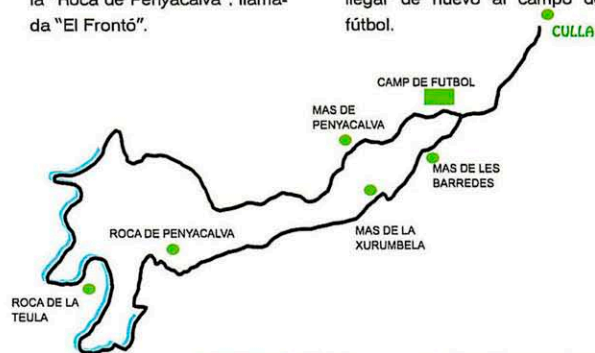 la "Roca de Penyacalva", llama-
da "El Frontó".
llegar de nuevo al campo de
fútbol.
CULLA
CAMP DE FUTBOL
MAS DE
PENYACALVA
MAS DE LES
BARREDES
ROCA DE PENYACALVA
MAS DE LA
XURUMBELA
ROCA DE LA
TEULA